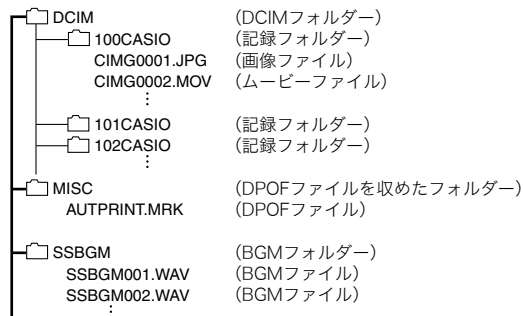 DCIM （DCIMフォルダー）
100CASIO （記録フォルダー）
CIMG0001.JPG （画像ファイル）
CIMG0002.MOV （ムービーファイル）
⋮
101CASIO （記録フォルダー）
102CASIO （記録フォルダー）
⋮
MISC （DPOFファイルを収めたフォルダー）
AUTPRINT.MRK （DPOFファイル）
SSBGM （BGMフォルダー）
SSBGM001.WAV （BGMファイル）
SSBGM002.WAV （BGMファイル）
⋮